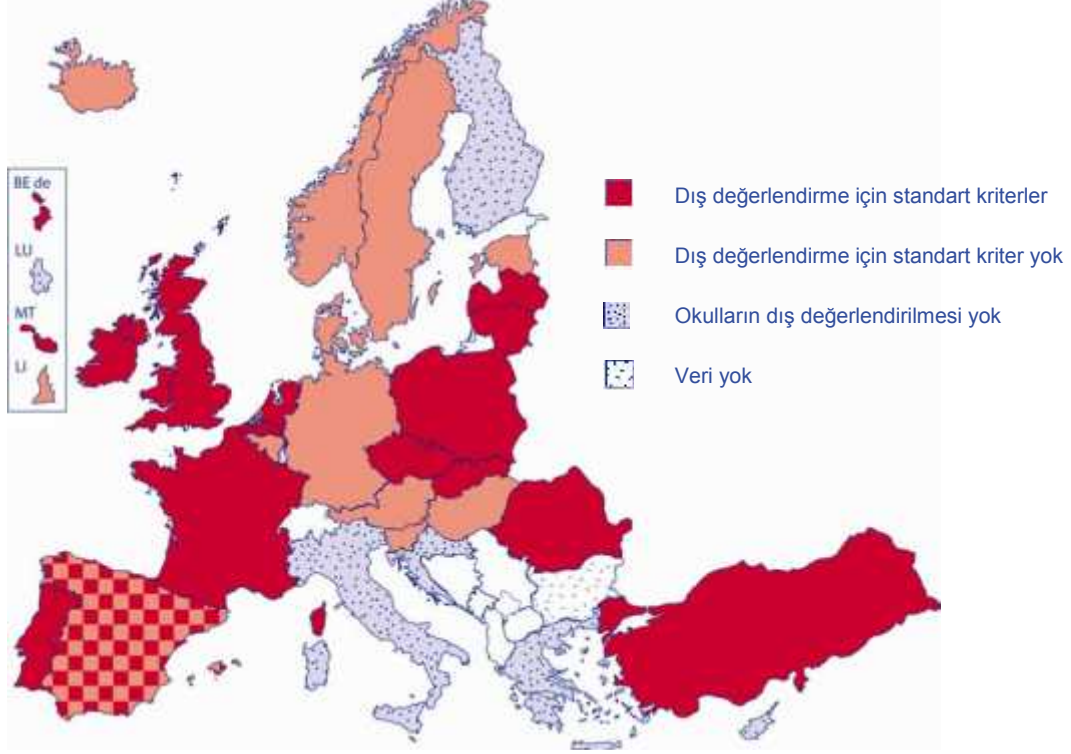 BE de
LU
MT
LI
Dış değerlendirme için standart kriterler
Dış değerlendirme için standart kriter yok
Okulların dış değerlendirilmesi yok
Veri yok